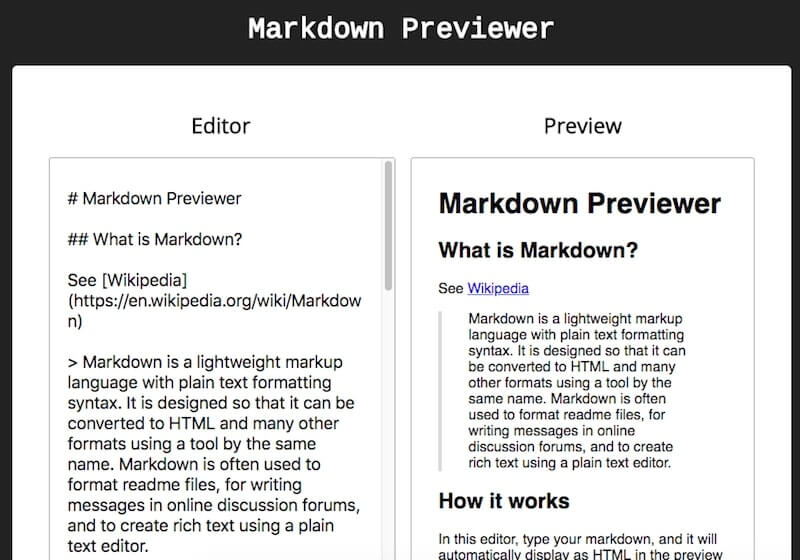 Markdown Previewer
Editor
# Markdown Previewer
## What is Markdown?
See [Wikipedia]
(https://en.wikipedia.org/wiki/Markdow
n)
> Markdown is a lightweight markup
language with plain text formatting
syntax. It is designed so that it can be
converted to HTML and many other
formats using a tool by the same
name. Markdown is often used to
format readme files, for writing
messages in online discussion forums,
and to create rich text using a plain
text editor.
Preview
Markdown Previewer
What is Markdown?
See Wikipedia
Markdown is a lightweight markup
language with plain text formatting
syntax. It is designed so that it can
be converted to HTML and many
other formats using a tool by the
same name. Markdown is often
used to format readme files, for
writing messages in online
discussion forums, and to create
rich text using a plain text editor.
How it works
In this editor, type your markdown, and it will
automatically display as HTML in the preview